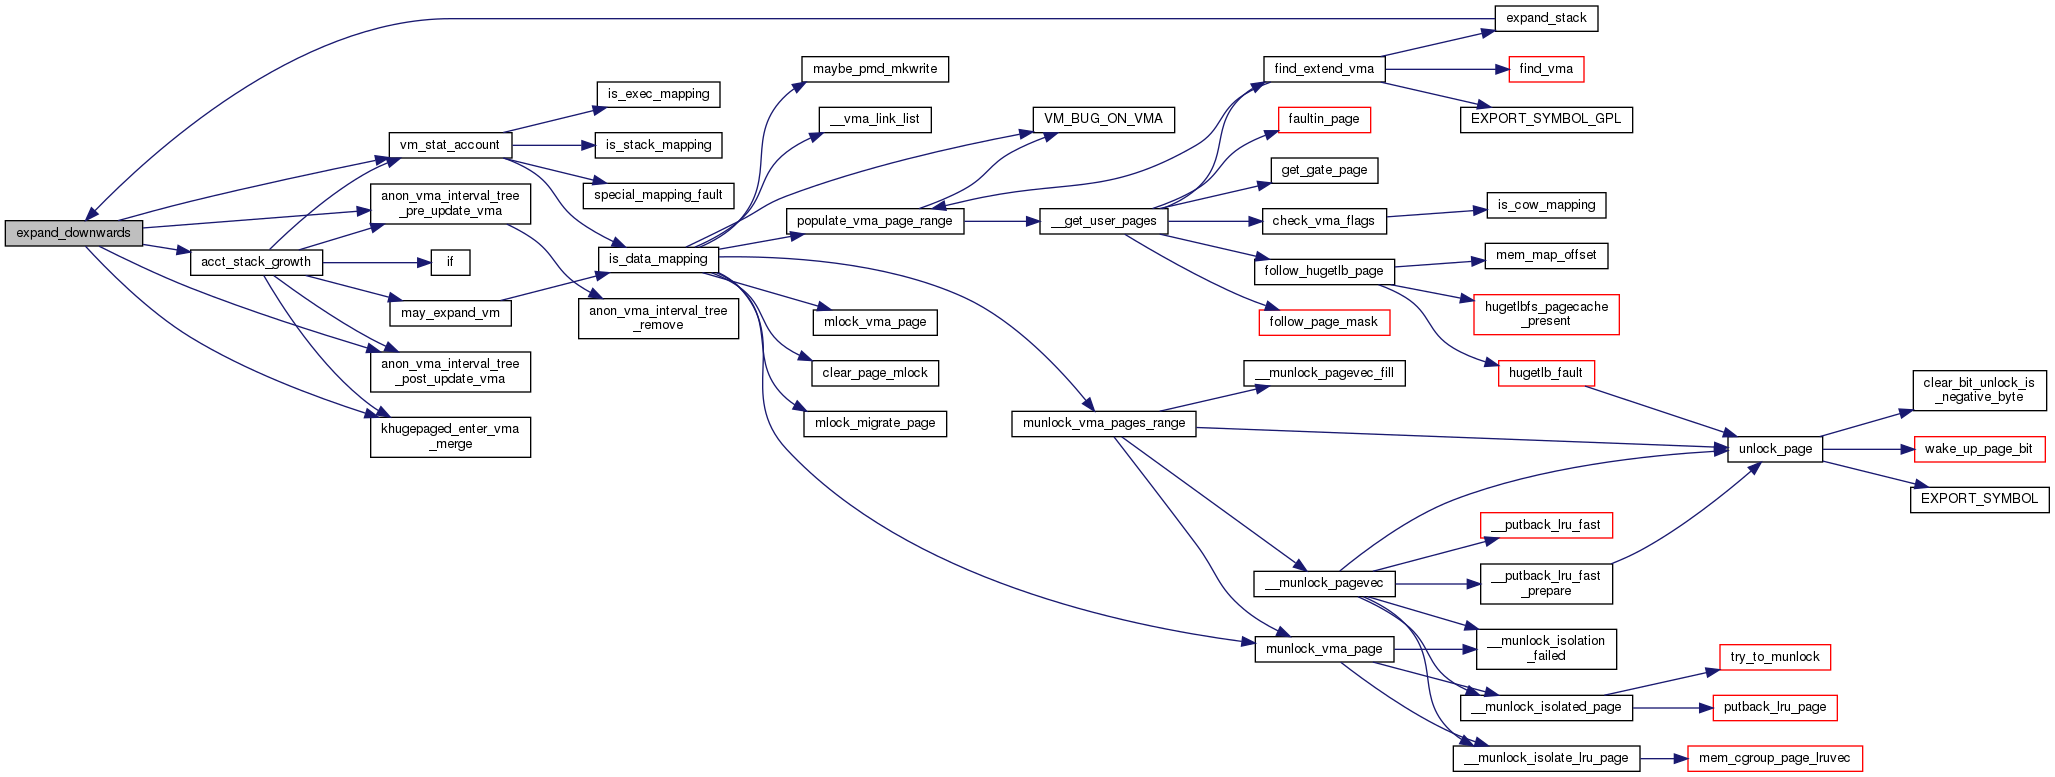 expand_downwards
vm_stat_account
anon_vma_interval_tree
_pre_update_vma
acct_stack_growth
if
may_expand_vm
anon_vma_interval_tree
_post_update_vma
khugepaged_enter_vma
_merge
is_exec_mapping
is_stack_mapping
special_mapping_fault
is_data_mapping
anon_vma_interval_tree
_remove
maybe_pmd_mkwrite
__vma_link_list
populate_vma_page_range
mlock_vma_page
clear_page_mlock
mlock_migrate_page
VM_BUG_ON_VMA
__get_user_pages
munlock_vma_pages_range
find_extend_vma
faultin_page
get_gate_page
check_vma_flags
follow_hugetlb_page
follow_page_mask
__munlock_pagevec_fill
__munlock_pagevec
munlock_vma_page
expand_stack
find_vma
EXPORT_SYMBOL_GPL
is_cow_mapping
mem_map_offset
hugetlbfs_pagecache
_present
hugetlb_fault
__putback_lru_fast
__putback_lru_fast
_prepare
__munlock_isolation
_failed
__munlock_isolated_page
__munlock_isolate_lru_page
unlock_page
try_to_munlock
putback_lru_page
mem_cgroup_page_lruvec
clear_bit_unlock_is
_negative_byte
wake_up_page_bit
EXPORT_SYMBOL